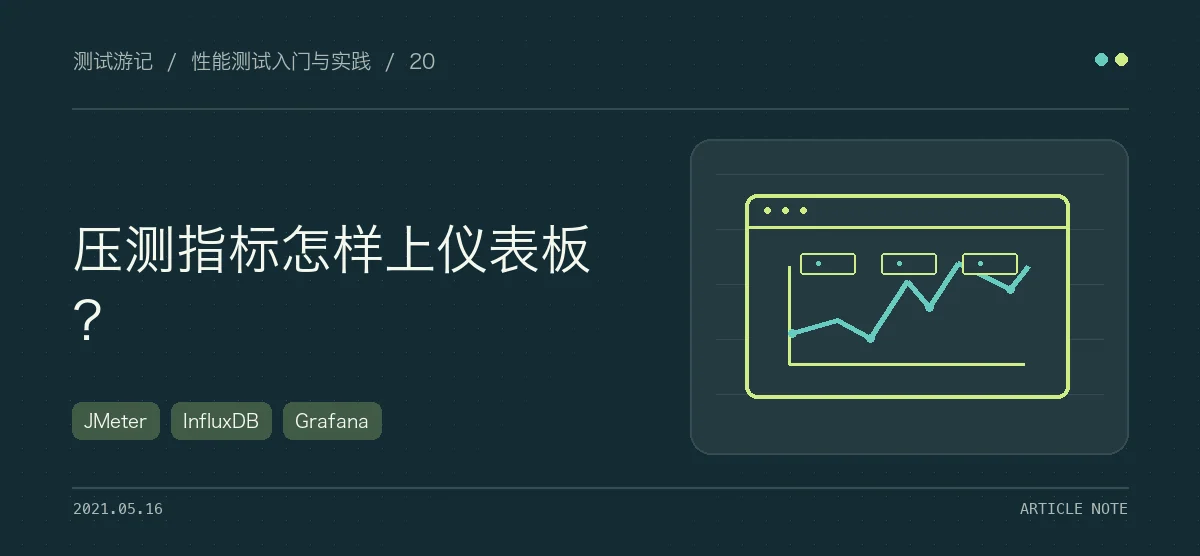 测试游记 / 性能测试入门与实践 / 20
压测指标怎样上仪表板
?
JMeter InfluxDB Grafana
2021.05.16 ARTICLE NOTE